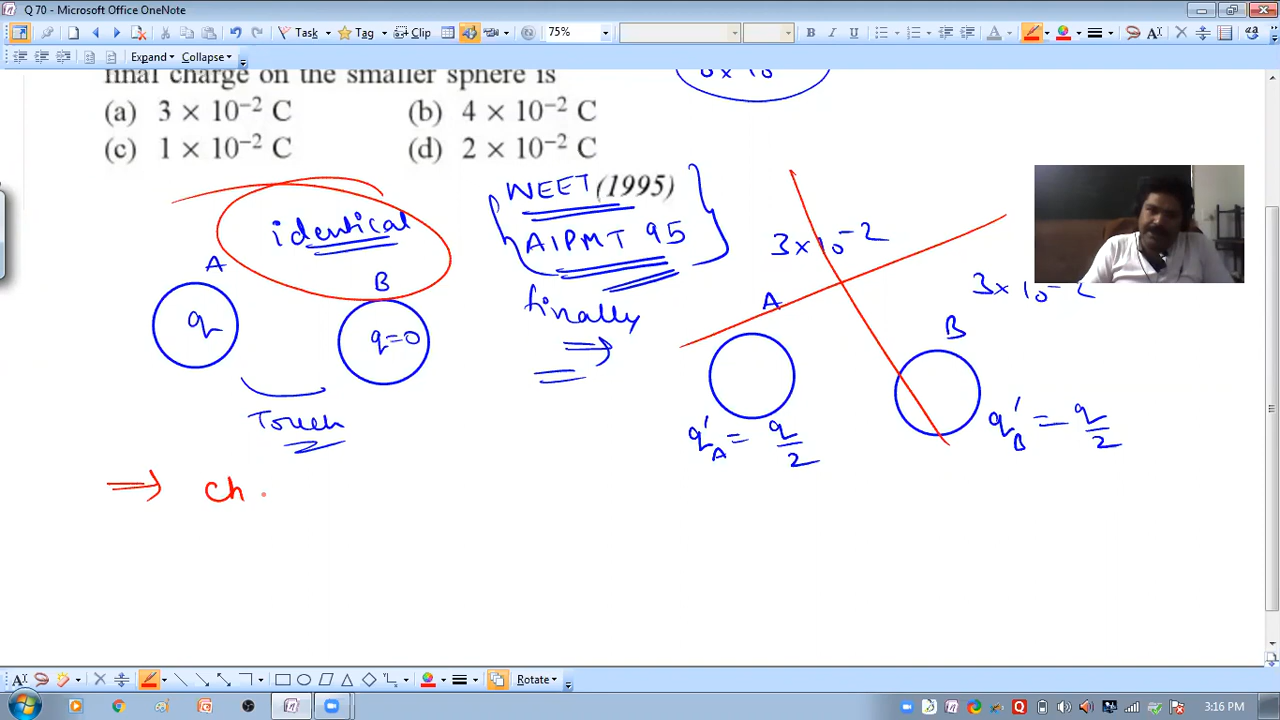 Q 70 - Microsoft Office OneNote
Task Tag Clip 75% B I U
Expand Collapse
final charge on the smaller sphere is
(a) 3 × 10⁻² C (b) 4 × 10⁻² C
(c) 1 × 10⁻² C (d) 2 × 10⁻² C
NEET (1995)
AIPMT 95
identical
3×10⁻²
3×10⁻²
A
B
q
q=0
finally
⇒
A
B
Touch
q'A = q/2
q'B = q/2
⇒ Ch
Rotate
3:16 PM